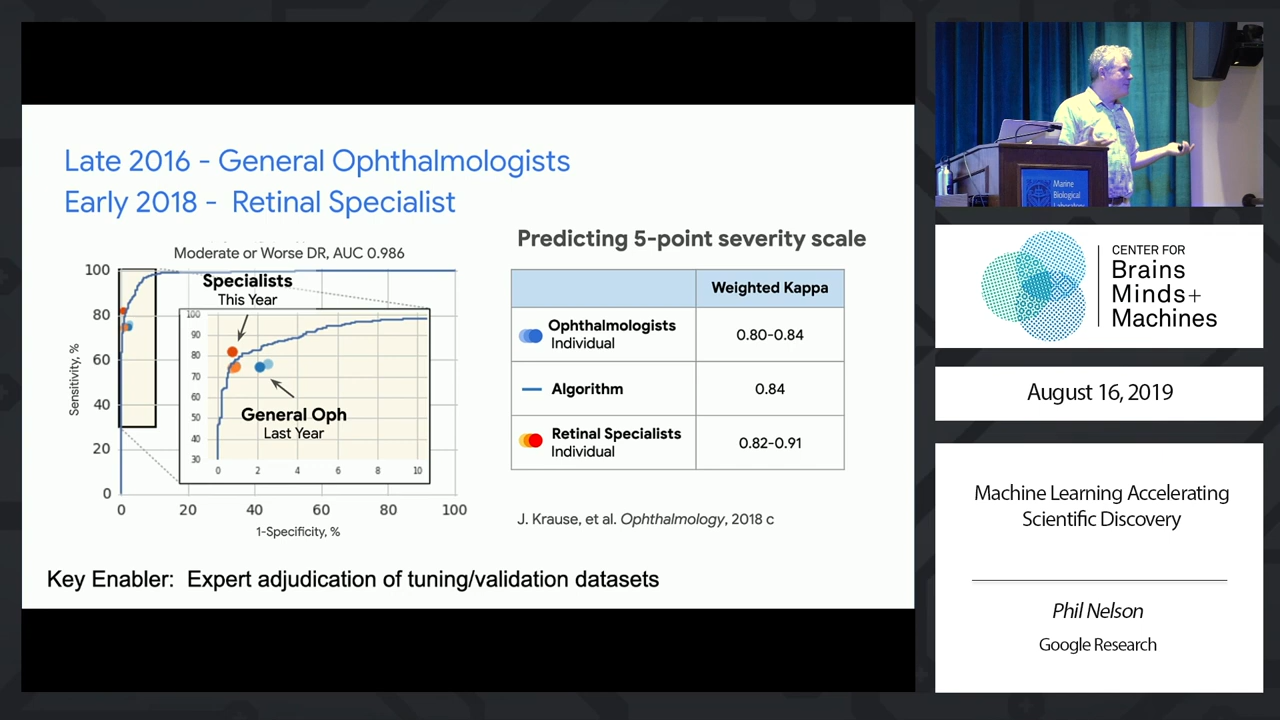 Late 2016 - General Ophthalmologists
Early 2018 - Retinal Specialist
Moderate or Worse DR, AUC 0.986
Sensitivity, %
100
80
60
40
20
0
0
20
40
60
80
100
1-Specificity, %
Specialists
This Year
100
90
80
70
60
50
40
30
0
2
4
6
8
10
General Oph
Last Year
Predicting 5-point severity scale
Weighted Kappa
Ophthalmologists
Individual
0.80-0.84
Algorithm
0.84
Retinal Specialists
Individual
0.82-0.91
J. Krause, et al. Ophthalmology, 2018 c
Key Enabler: Expert adjudication of tuning/validation datasets
Marine
Biological
Laboratory
CENTER FOR
Brains
Minds+
Machines
August 16, 2019
Machine Learning Accelerating
Scientific Discovery
Phil Nelson
Google Research